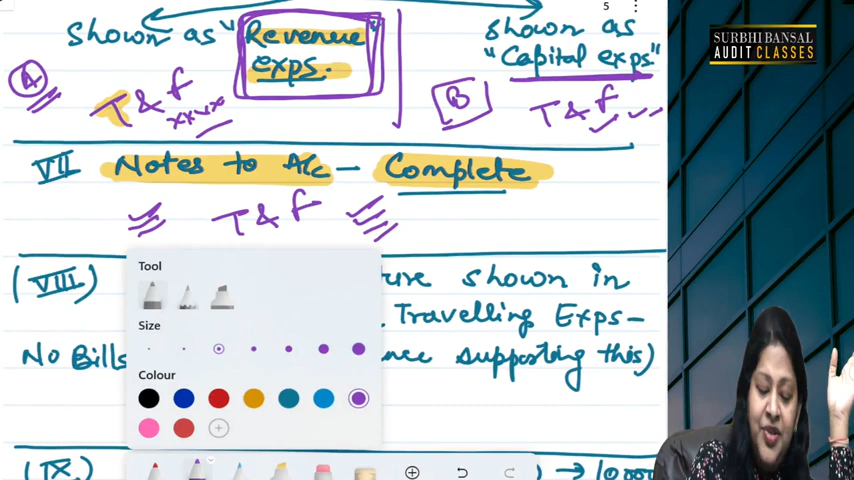 5
SURBHI BANSAL
AUDIT CLASSES
shown as "Revenue exps."
shown as "Capital exps"
A
T & f
xxxx
B
T & f
VII Notes to A/c - Complete
T & f
(VIII) shown in
Travelling Exps-
No Bills supporting this)
Tool
Size
Colour
(IX) → 10000